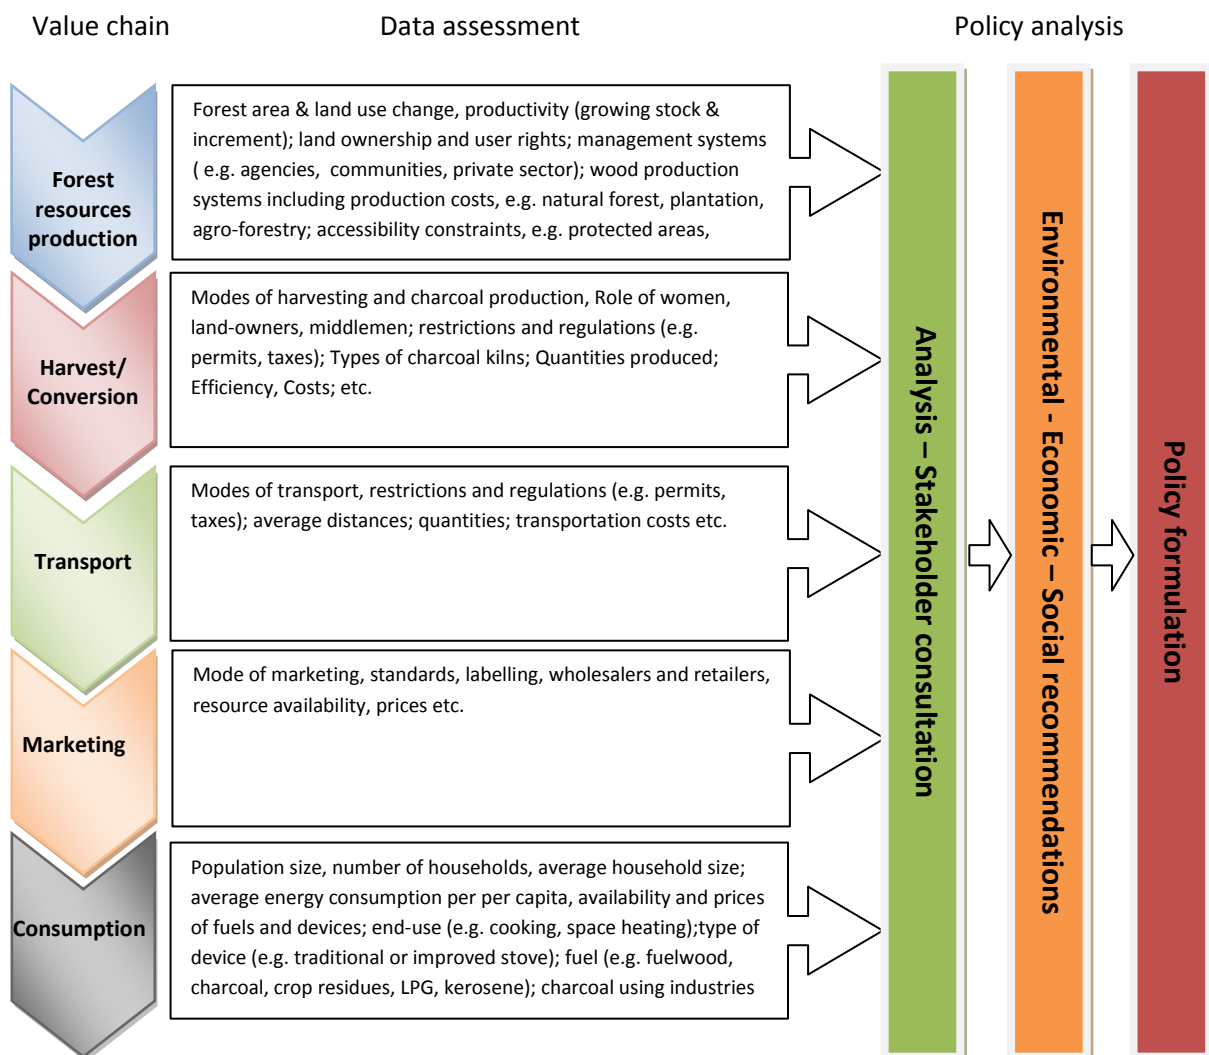 Value chain
Data assessment
Policy analysis
Forest
resources
production
Forest area & land use change, productivity (growing stock &
increment); land ownership and user rights; management systems
( e.g. agencies, communities, private sector); wood production
systems including production costs, e.g. natural forest, plantation,
agro-forestry; accessibility constraints, e.g. protected areas,
Harvest/
Conversion
Modes of harvesting and charcoal production, Role of women,
land-owners, middlemen; restrictions and regulations (e.g.
permits, taxes); Types of charcoal kilns; Quantities produced;
Efficiency, Costs; etc.
Transport
Modes of transport, restrictions and regulations (e.g. permits,
taxes); average distances; quantities; transportation costs etc.
Marketing
Mode of marketing, standards, labelling, wholesalers and retailers,
resource availability, prices etc.
Consumption
Population size, number of households, average household size;
average energy consumption per per capita, availability and prices
of fuels and devices; end-use (e.g. cooking, space heating);type of
device (e.g. traditional or improved stove); fuel (e.g. fuelwood,
charcoal, crop residues, LPG, kerosene); charcoal using industries
Analysis – Stakeholder consultation
Environmental - Economic – Social recommendations
Policy formulation